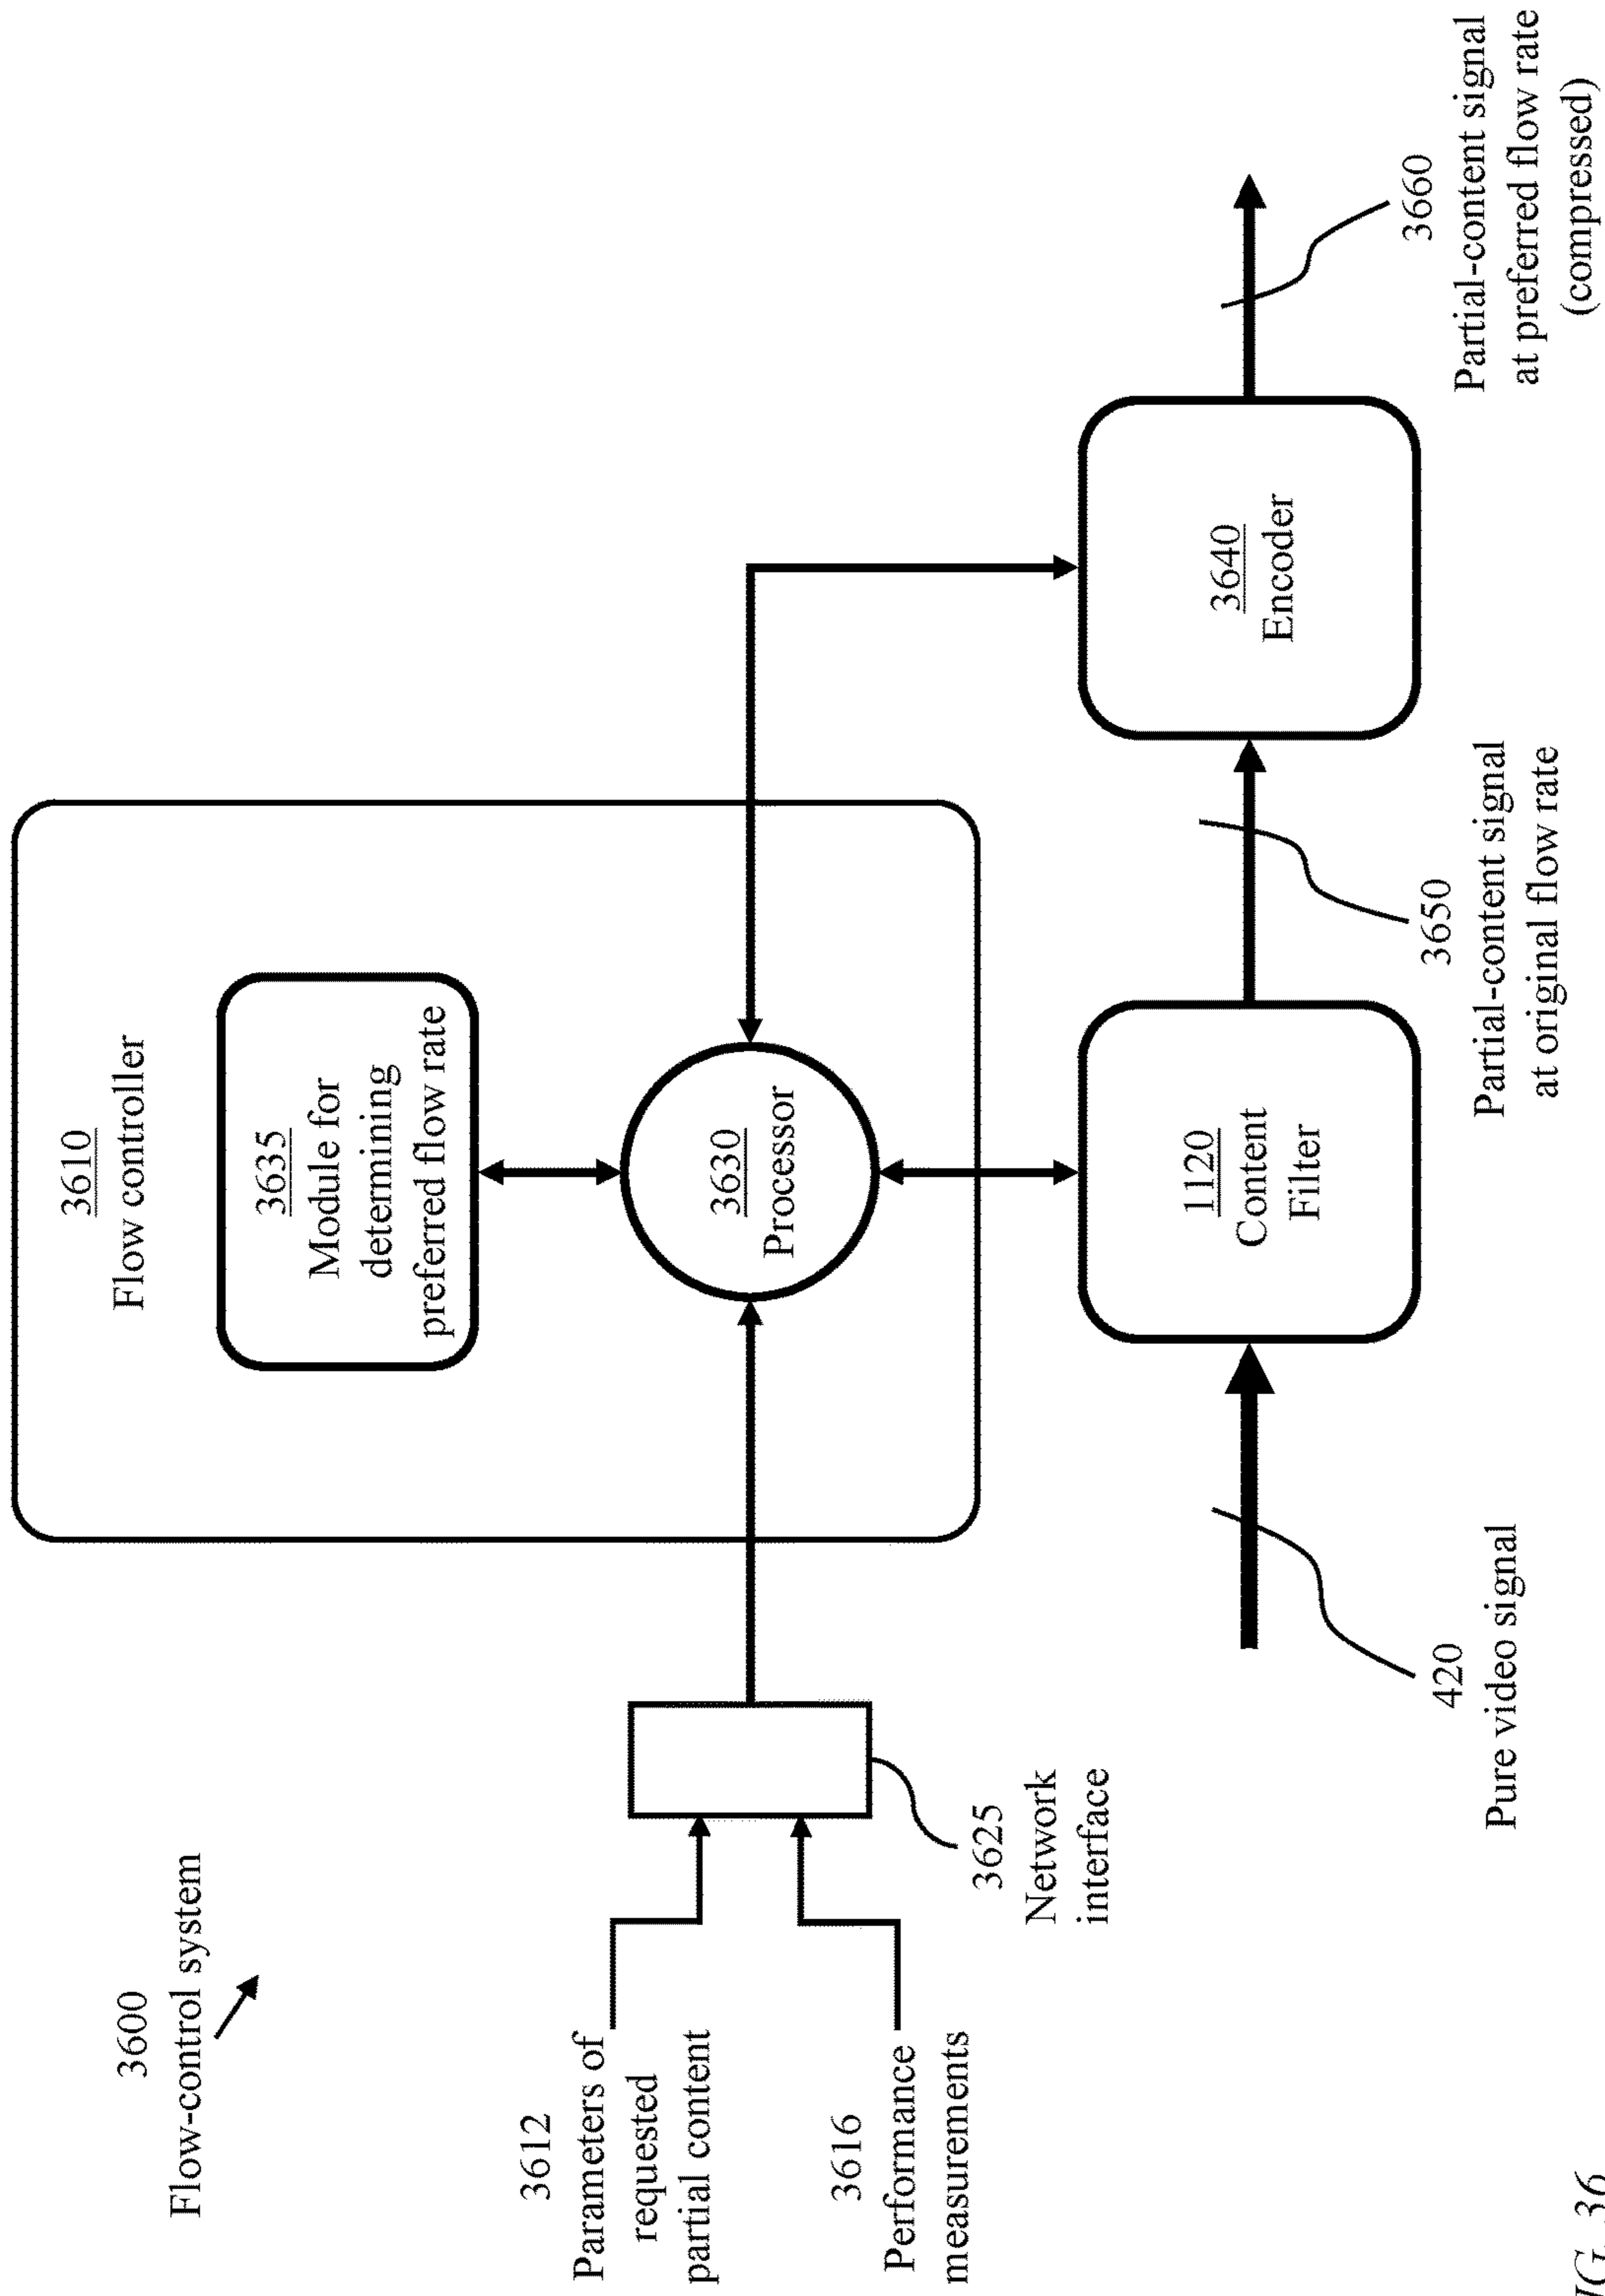 3600
Flow-control system
3610
Flow controller
3635
Module for
determining
preferred flow rate
3612
Parameters of
requested
partial content
3616
Performance
measurements
3625
Network
interface
3630
Processor
1120
Content
Filter
3640
Encoder
420
Pure video signal
3650
Partial-content signal
at original flow rate
3660
Partial-content signal
at preferred flow rate
(compressed)
36